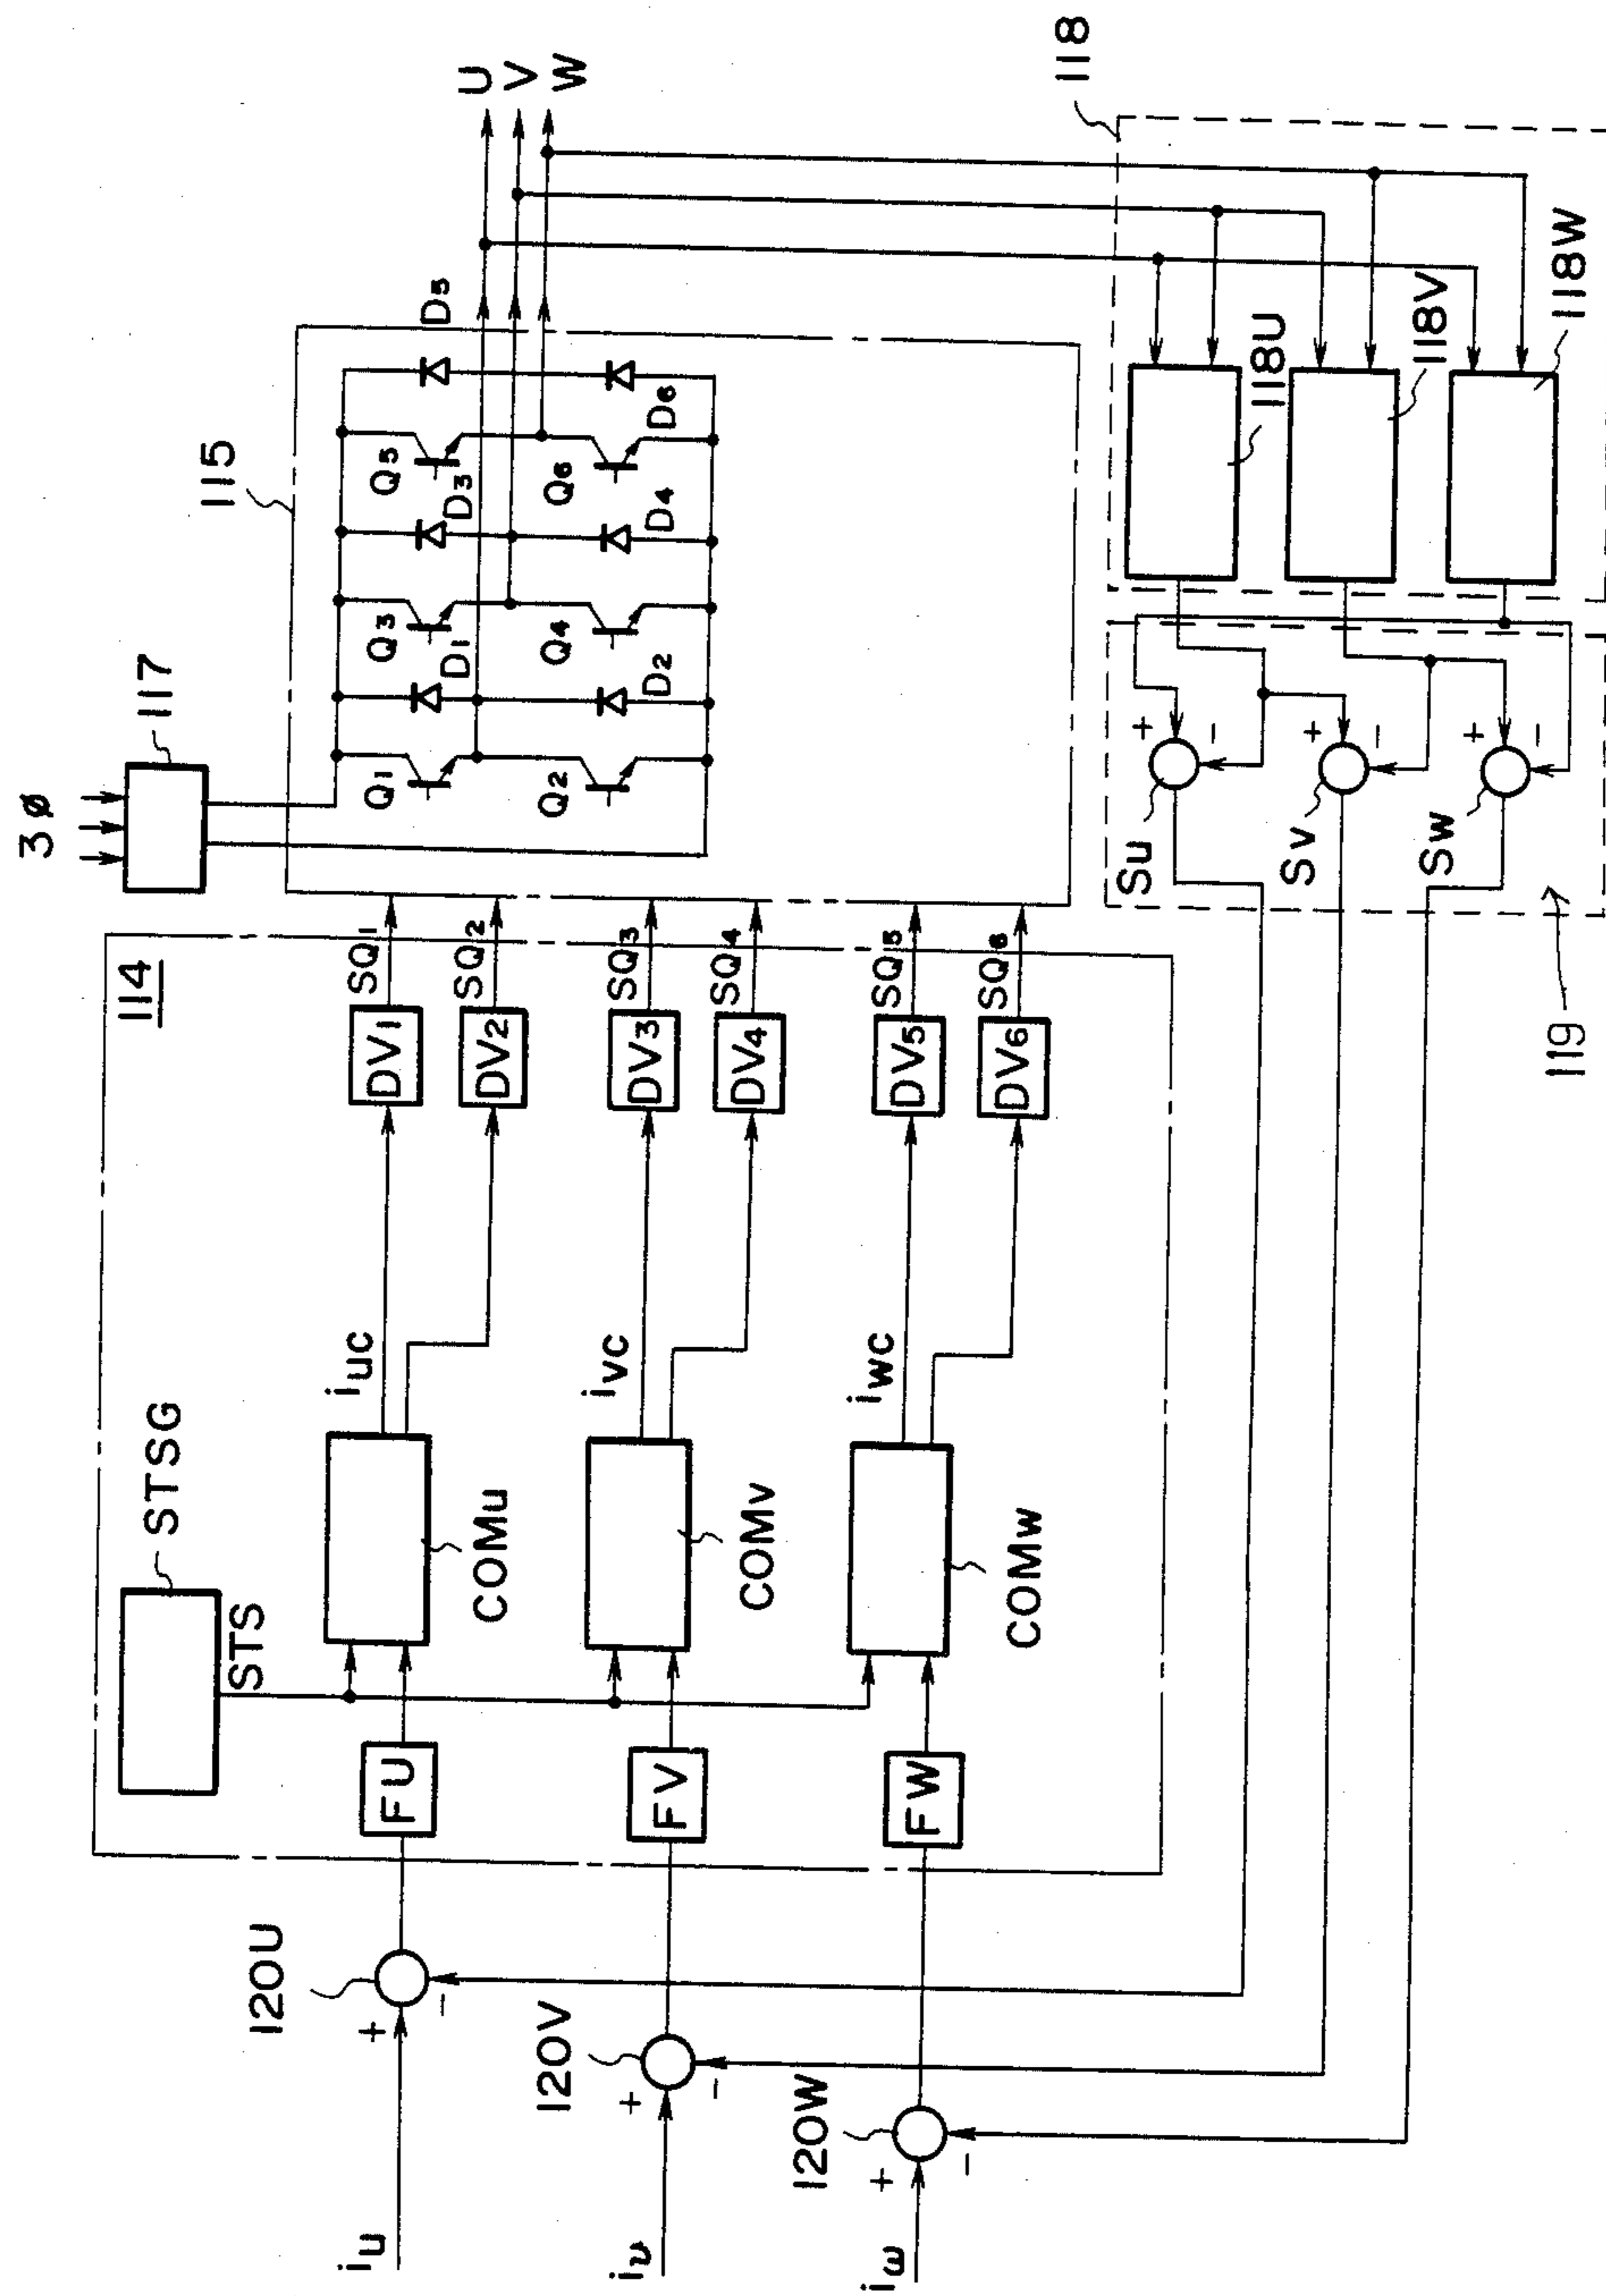 3ø
117
115
U
V
W
118
114
STSG
STS
FU
FV
FW
COMu
COMv
COMw
iuc
ivc
iwc
DV1
DV2
DV3
DV4
DV5
DV6
SQ1
SQ2
SQ3
SQ4
SQ5
SQ6
Q1
Q2
D1
D2
Q3
Q4
D3
D4
Q5
Q6
D5
D6
118U
118V
118W
Su
Sv
Sw
+
−
+
−
+
−
119
120U
120V
120W
+
−
+
−
+
−
iu
iv
iω